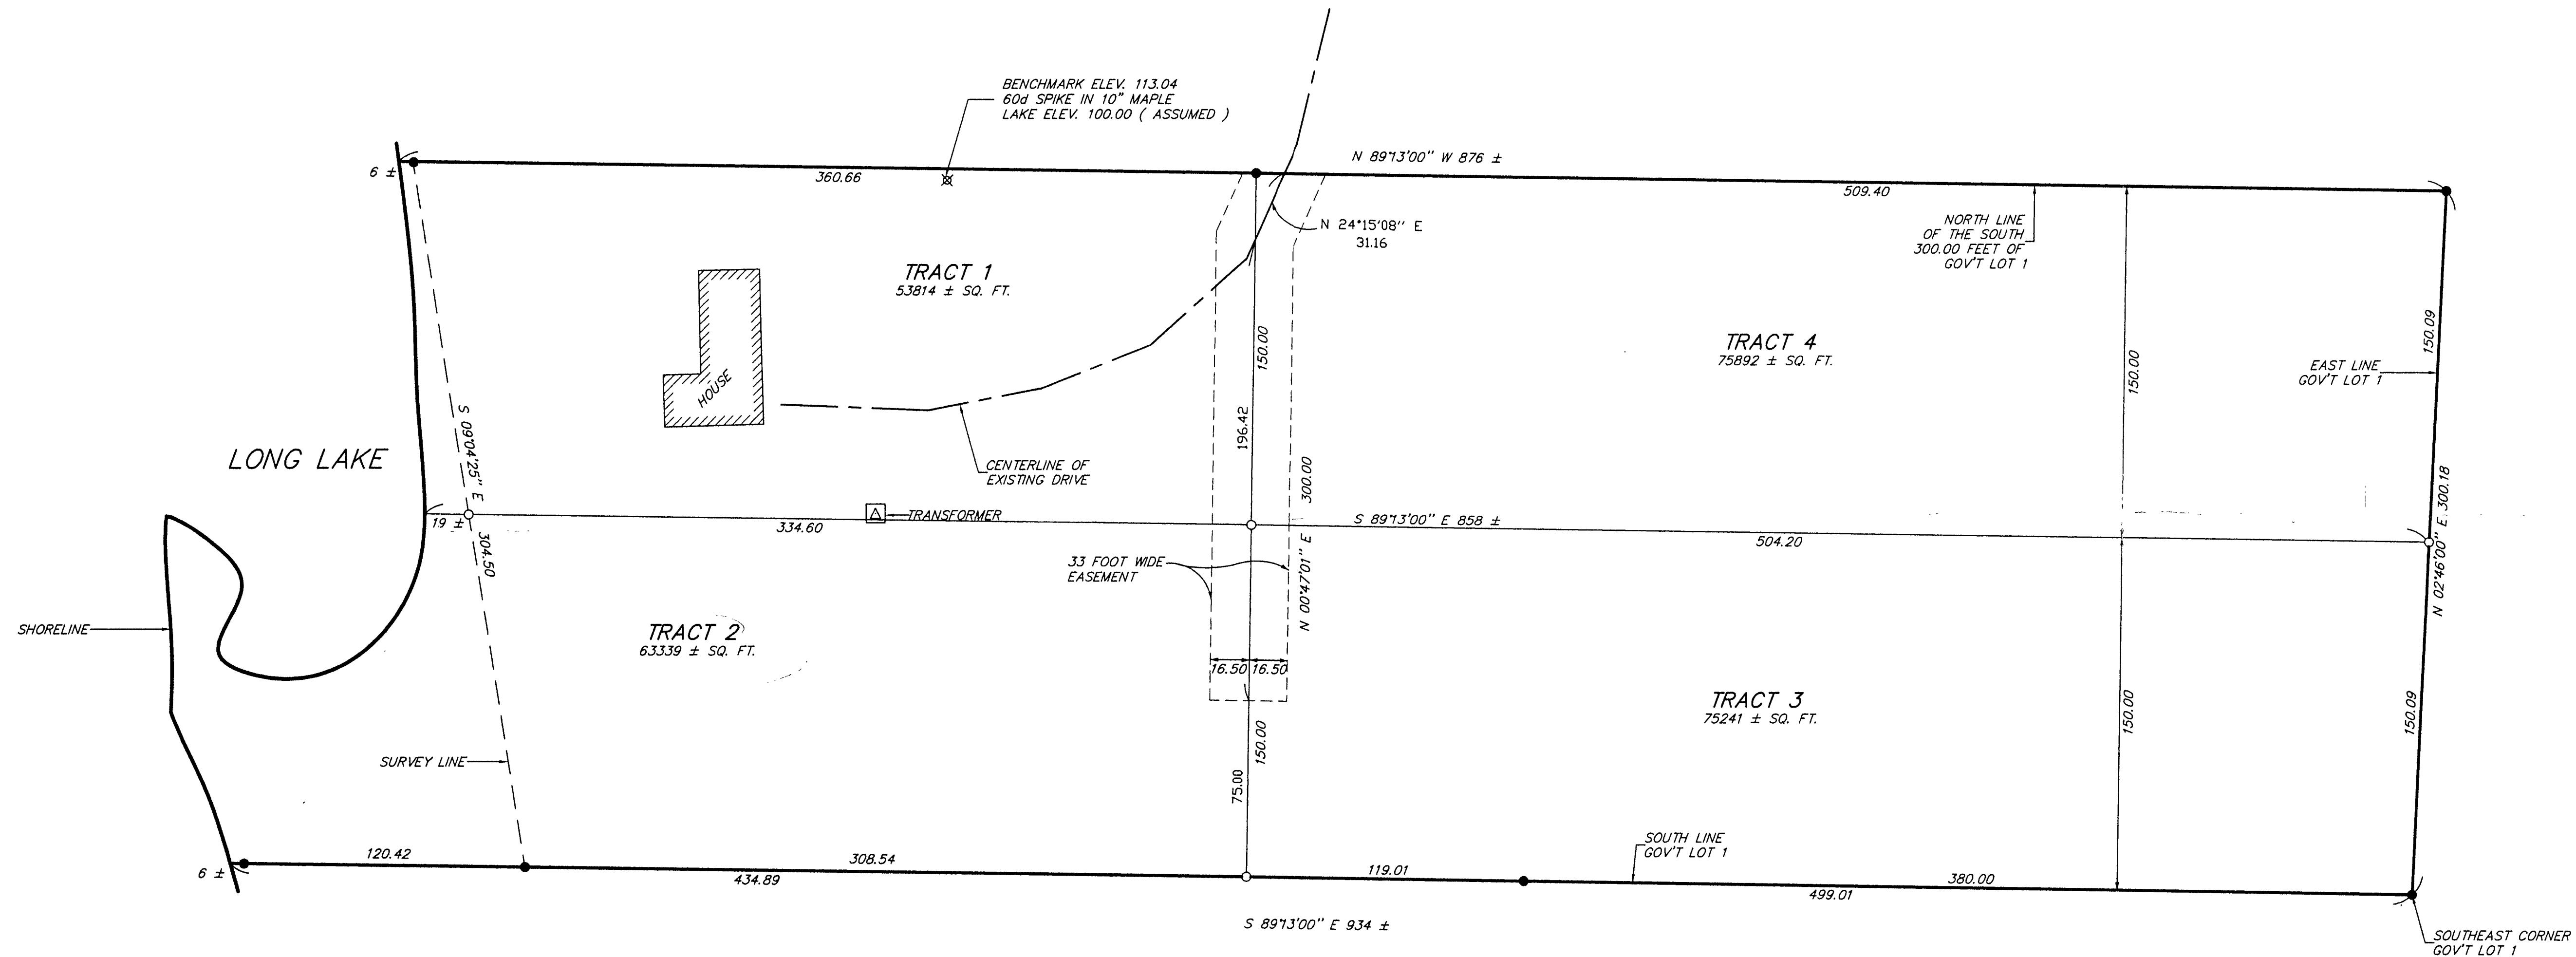 BENCHMARK ELEV. 113.04
60d SPIKE IN 10" MAPLE
LAKE ELEV. 100.00 ( ASSUMED )
N 89°13'00" W 876 ±
6 ±
360.66
509.40
N 24°15'08" E
31.16
NORTH LINE
OF THE SOUTH
300.00 FEET OF
GOV'T LOT 1
TRACT 1
53814 ± SQ. FT.
HOUSE
150.00
196.42
TRACT 4
75892 ± SQ. FT.
150.00
150.09
EAST LINE
GOV'T LOT 1
LONG LAKE
S 09°04'25" E
304.50
CENTERLINE OF
EXISTING DRIVE
N 00°47'01" E 300.00
N 02°46'00" E 300.18
19 ±
334.60
TRANSFORMER
S 89°13'00" E 858 ±
504.20
33 FOOT WIDE
EASEMENT
SHORELINE
TRACT 2
63339 ± SQ. FT.
16.50
16.50
TRACT 3
75241 ± SQ. FT.
150.00
150.09
SURVEY LINE
75.00
150.00
6 ±
120.42
308.54
434.89
119.01
SOUTH LINE
GOV'T LOT 1
380.00
499.01
S 89°13'00" E 934 ±
SOUTHEAST CORNER
GOV'T LOT 1